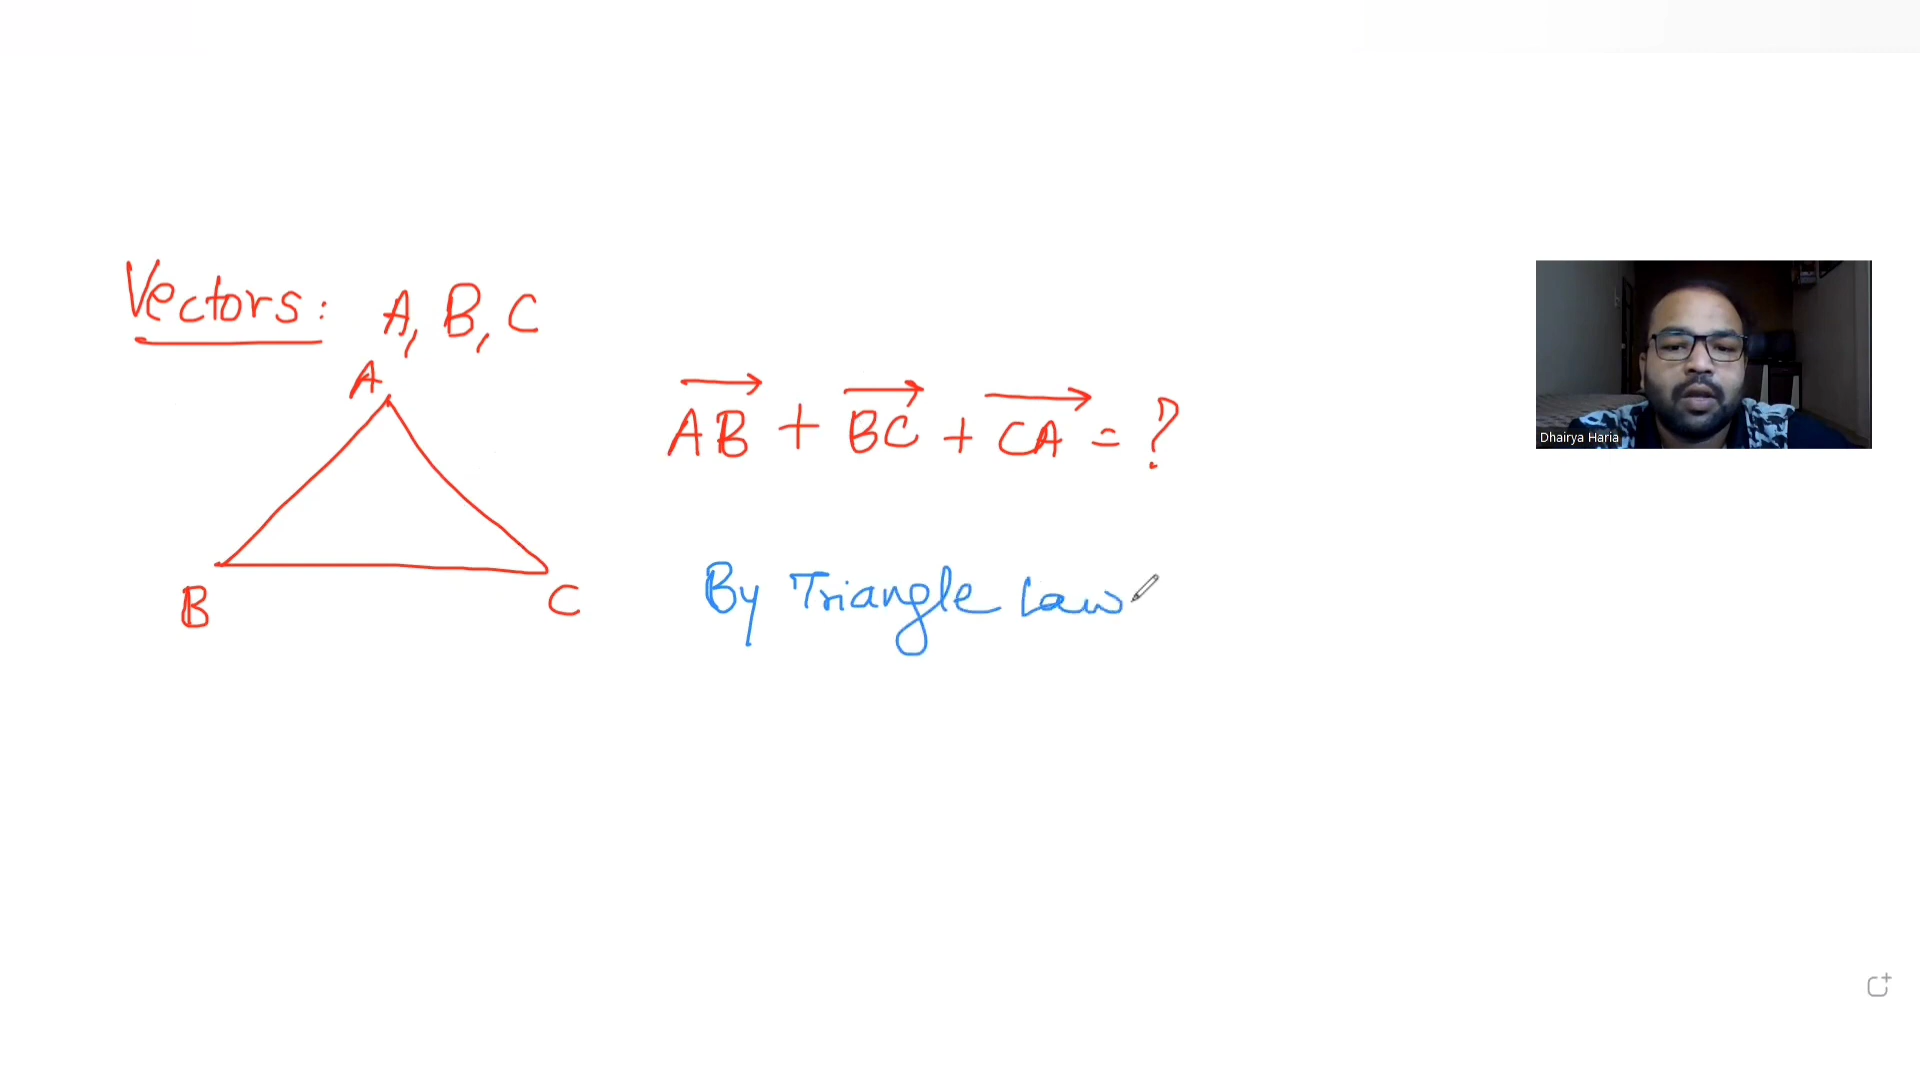 Vectors: A, B, C
A
B
C
AB + BC + CA = ?
By Triangle Law
Dhairya Haria